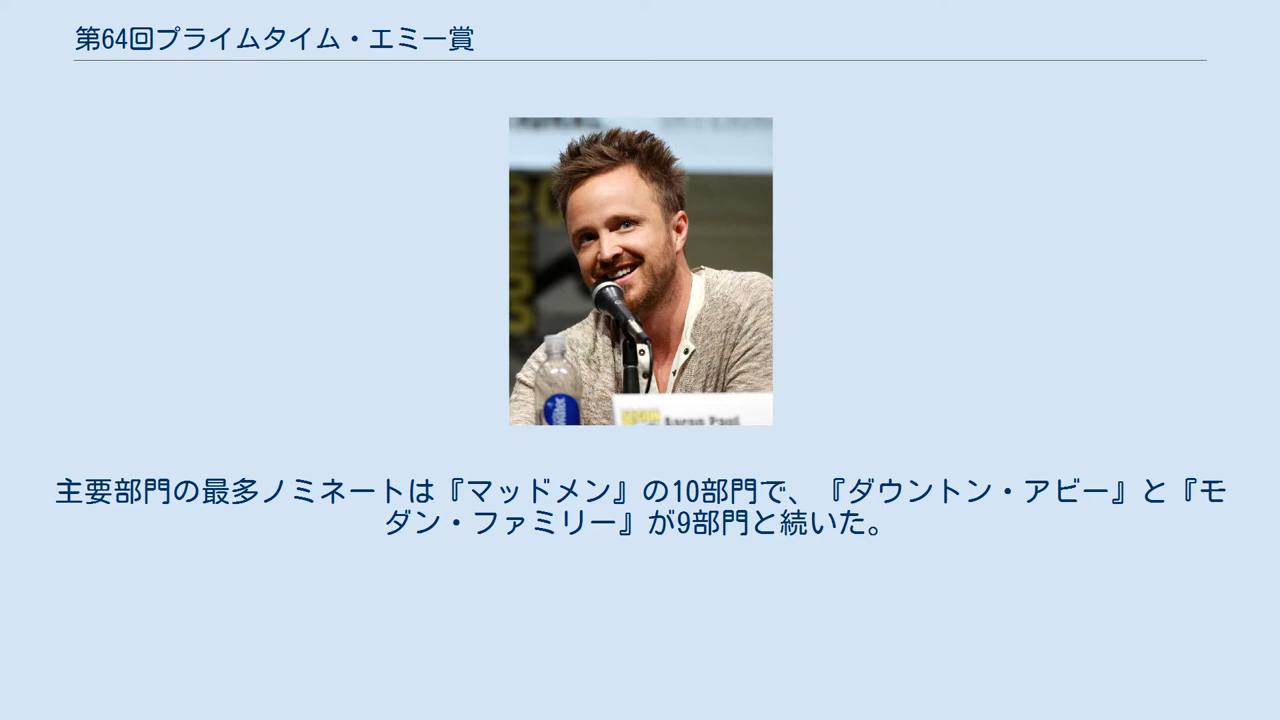 第64回プライムタイム・エミー賞
water
Aaron Paul
主要部門の最多ノミネートは『マッドメン』の10部門で、『ダウントン・アビー』と『モ
ダン・ファミリー』が9部門と続いた。